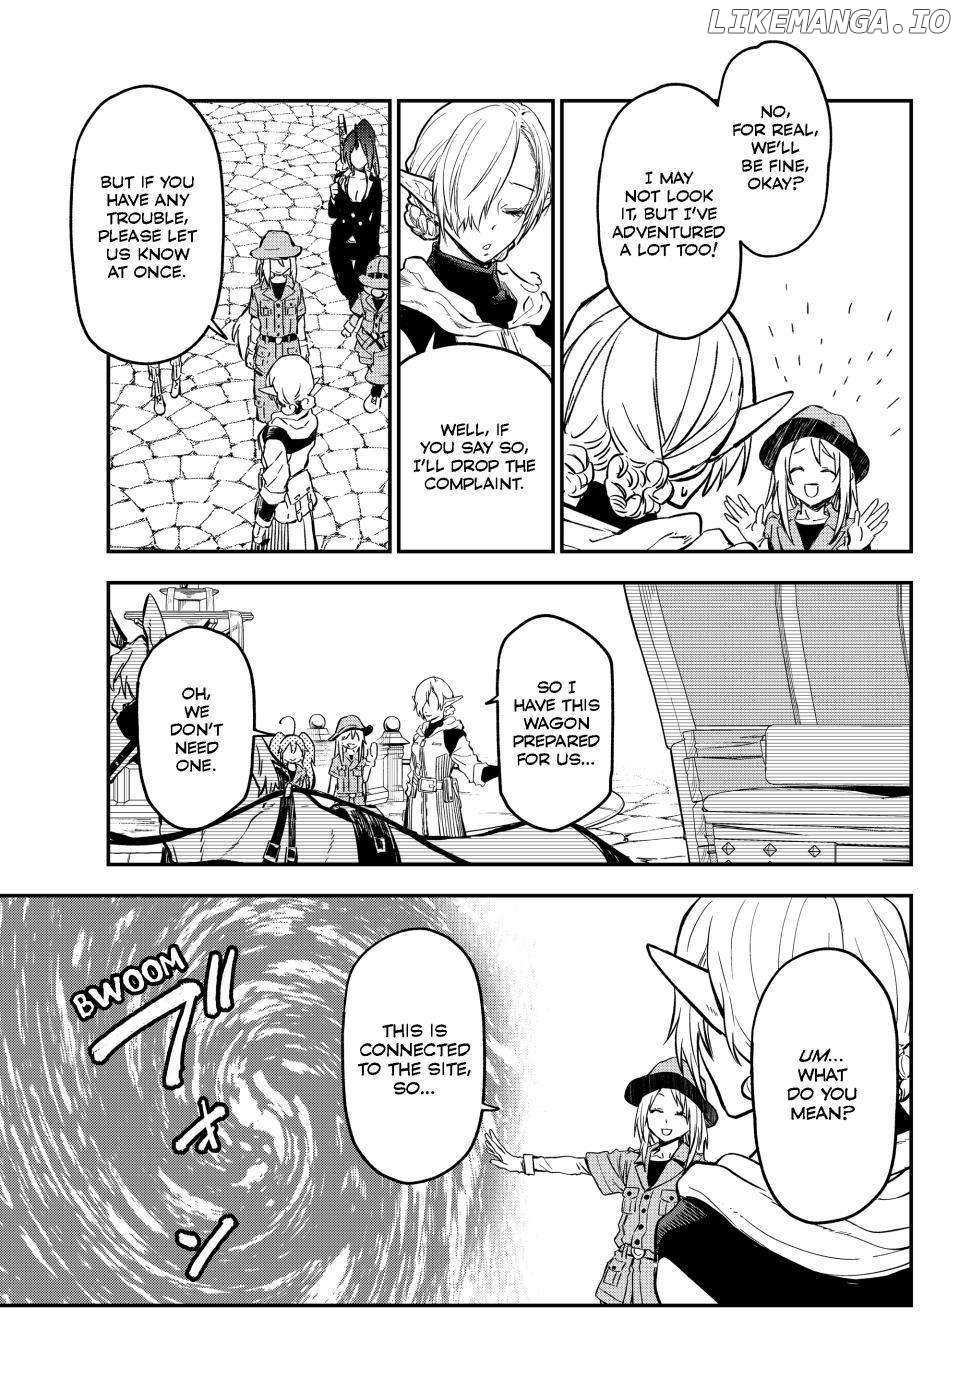 LIKEMANGA.IO
NO,
FOR REAL,
WE'LL
BE FINE,
OKAY?
I MAY
NOT LOOK
IT, BUT I'VE
ADVENTURED
A LOT TOO!
WELL, IF
YOU SAY SO,
I'LL DROP THE
COMPLAINT.
BUT IF YOU
HAVE ANY
TROUBLE,
PLEASE LET
US KNOW
AT ONCE.
SO I
HAVE THIS
WAGON
PREPARED
FOR US...
OH,
WE
DON'T
NEED
ONE.
UM...
WHAT
DO YOU
MEAN?
THIS IS
CONNECTED
TO THE SITE,
SO...
BWOOM
ブゥン